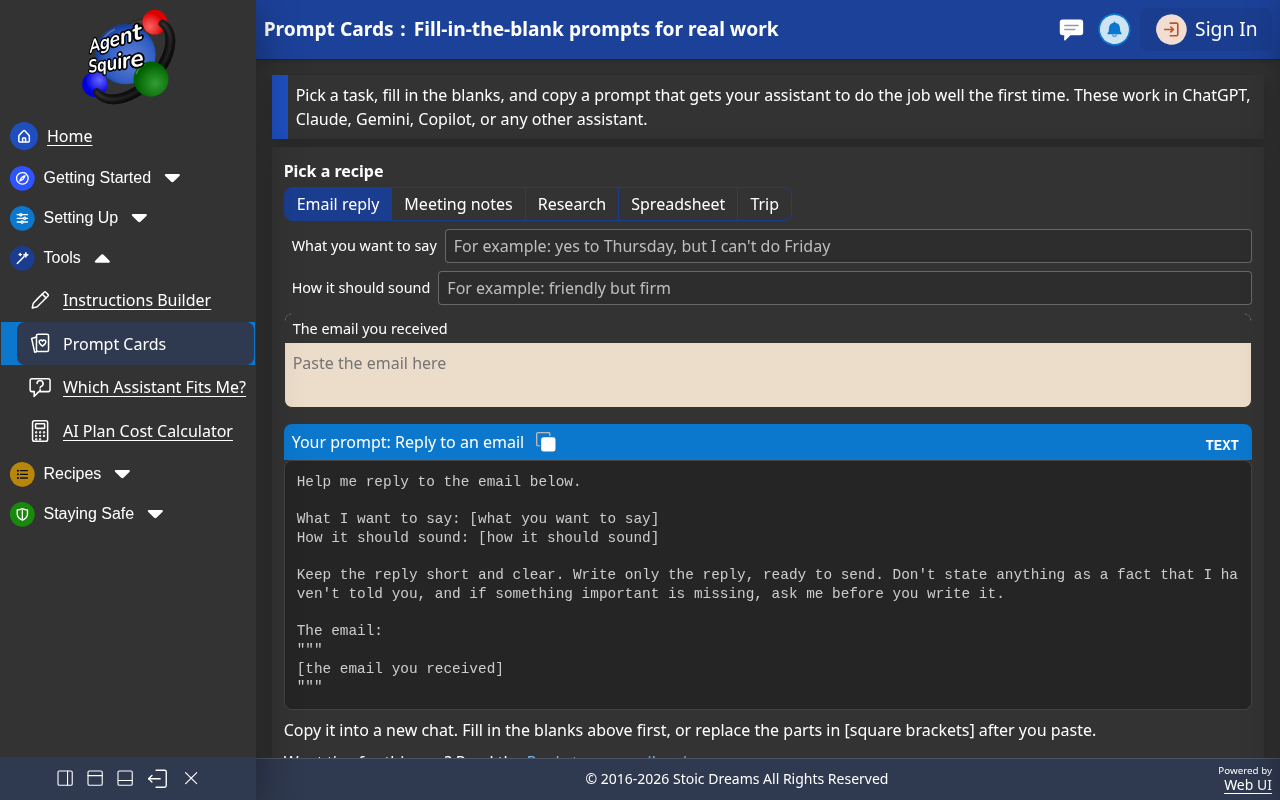 Agent
Squire
Prompt Cards : Fill-in-the-blank prompts for real work
Sign In
Home
Getting Started
Setting Up
Tools
Instructions Builder
Prompt Cards
Which Assistant Fits Me?
AI Plan Cost Calculator
Recipes
Staying Safe
Pick a task, fill in the blanks, and copy a prompt that gets your assistant to do the job well the first time. These work in ChatGPT,
Claude, Gemini, Copilot, or any other assistant.
Pick a recipe
Email reply Meeting notes Research Spreadsheet Trip
What you want to say For example: yes to Thursday, but I can't do Friday
How it should sound For example: friendly but firm
The email you received
Paste the email here
Your prompt: Reply to an email TEXT
Help me reply to the email below.
What I want to say: [what you want to say]
How it should sound: [how it should sound]
Keep the reply short and clear. Write only the reply, ready to send. Don't state anything as a fact that I ha
ven't told you, and if something important is missing, ask me before you write it.
The email:
"""
[the email you received]
"""
Copy it into a new chat. Fill in the blanks above first, or replace the parts in [square brackets] after you paste.
© 2016-2026 Stoic Dreams All Rights Reserved
Powered by
Web UI